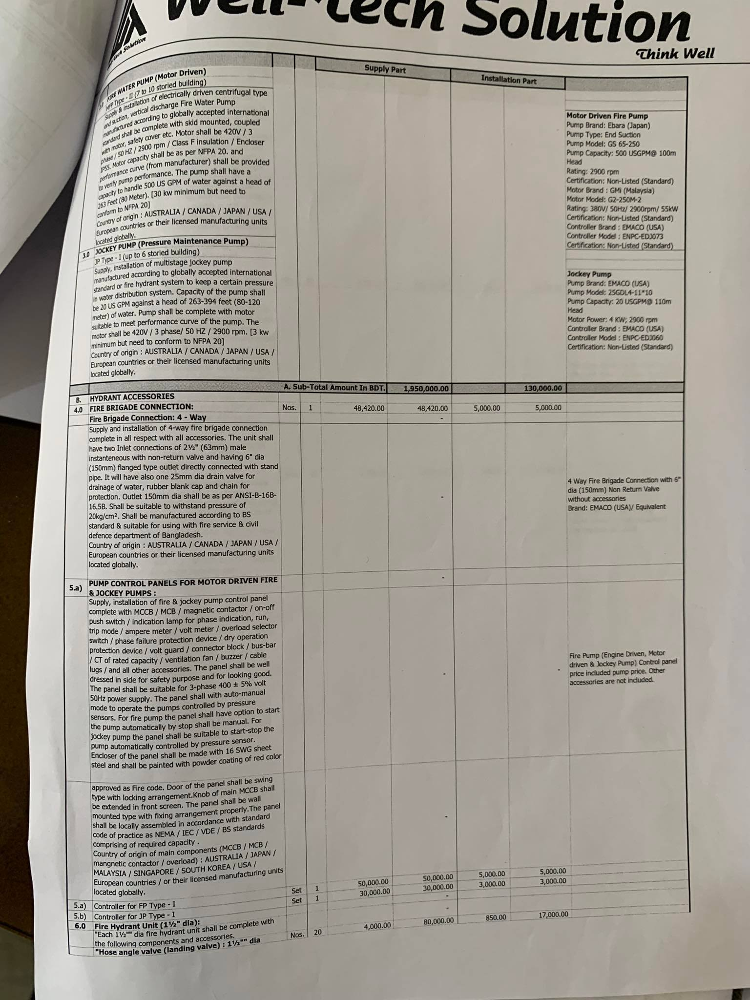 Well-Tech Solution
Think Well
Tech Solution
Supply Part
Installation Part
FIRE WATER PUMP (Motor Driven)
MFP Type - II (7 to 10 storied building)
Supply & installation of electrically driven centrifugal type
end suction, vertical discharge Fire Water Pump
manufactured according to globally accepted international
standard shall be complete with skid mounted, coupled
with motor, safety cover etc. Motor shall be 420V / 3
phase / 50 HZ / 2900 rpm / Class F insulation / Encloser
IP55. Motor capacity shall be as per NFPA 20. and
performance curve (from manufacturer) shall be provided
to verify pump performance. The pump shall have a
capacity to handle 500 US GPM of water against a head of
263 Feet (80 Meter). [30 kw minimum but need to
conform to NFPA 20]
Country of origin : AUSTRALIA / CANADA / JAPAN / USA /
European countries or their licensed manufacturing units
located globally.
Motor Driven Fire Pump
Pump Brand: Ebara (Japan)
Pump Type: End Suction
Pump Model: GS 65-250
Pump Capacity: 500 USGPM@ 100m
Head
Rating: 2900 rpm
Certification: Non-Listed (Standard)
Motor Brand : GMi (Malaysia)
Motor Model: G2-250M-2
Rating: 380V/ 50Hz/ 2900rpm/ 55kW
Certification: Non-Listed (Standard)
Controller Brand : EMACO (USA)
Controller Model : ENPC-EDJ073
Certification: Non-Listed (Standard)
3.0 JOCKEY PUMP (Pressure Maintenance Pump)
JP Type - I (up to 6 storied building)
Supply, installation of multistage jockey pump
manufactured according to globally accepted international
standard or fire hydrant system to keep a certain pressure
in water distribution system. Capacity of the pump shall
be 20 US GPM against a head of 263-394 feet (80-120
meter) of water. Pump shall be complete with motor
suitable to meet performance curve of the pump. The
motor shall be 420V / 3 phase/ 50 HZ / 2900 rpm. [3 kw
minimum but need to conform to NFPA 20]
Country of origin : AUSTRALIA / CANADA / JAPAN / USA /
European countries or their licensed manufacturing units
located globally.
Jockey Pump
Pump Brand: EMACO (USA)
Pump Model: 25GDL4-11*10
Pump Capacity: 20 USGPM@ 110m
Head
Motor Power: 4 KW; 2900 rpm
Controller Brand : EMACO (USA)
Controller Model : ENPC-EDJ060
Certification: Non-Listed (Standard)
A. Sub-Total Amount In BDT. 1,950,000.00 130,000.00
B. HYDRANT ACCESSORIES
4.0 FIRE BRIGADE CONNECTION: Nos. 1 48,420.00 48,420.00 5,000.00 5,000.00
Fire Brigade Connection: 4 - Way -
Supply and installation of 4-way fire brigade connection
complete in all respect with all accessories. The unit shall
have two Inlet connections of 2½" (63mm) male
instanteneous with non-return valve and having 6" dia
(150mm) flanged type outlet directly connected with stand
pipe. It will have also one 25mm dia drain valve for
drainage of water, rubber blank cap and chain for
protection. Outlet 150mm dia shall be as per ANSI-B-16B-
16.5B. Shall be suitable to withstand pressure of
20kg/cm². Shall be manufactured according to BS
standard & suitable for using with fire service & civil
defence department of Bangladesh.
Country of origin : AUSTRALIA / CANADA / JAPAN / USA /
European countries or their licensed manufacturing units
located globally.
-
4 Way Fire Brigade Connection with 6"
dia (150mm) Non Return Valve
without accessories
Brand: EMACO (USA)/ Equivalent
5.a) PUMP CONTROL PANELS FOR MOTOR DRIVEN FIRE -
& JOCKEY PUMPS :
Supply, installation of fire & jockey pump control panel
complete with MCCB / MCB / magnetic contactor / on-off
push switch / indication lamp for phase indication, run,
trip mode / ampere meter / volt meter / overload selector
switch / phase failure protection device / dry operation
protection device / volt guard / connector block / bus-bar
/ CT of rated capacity / ventilation fan / buzzer / cable
lugs / and all other accessories. The panel shall be well
dressed in side for safety purpose and for looking good.
The panel shall be suitable for 3-phase 400 ± 5% volt
50Hz power supply. The panel shall with auto-manual
mode to operate the pumps controlled by pressure
sensors. For fire pump the panel shall have option to start
the pump automatically by stop shall be manual. For
jockey pump the panel shall be suitable to start-stop the
pump automatically controlled by pressure sensor.
Encloser of the panel shall be made with 16 SWG sheet
steel and shall be painted with powder coating of red color
- -
Fire Pump (Engine Driven, Motor
driven & Jockey Pump) Control panel
price included pump price. Other
accessories are not included.
approved as Fire code. Door of the panel shall be swing
type with locking arrangement.Knob of main MCCB shall
be extended in front screen. The panel shall be wall
mounted type with fixing arrangement properly.The panel
shall be locally assembled in accordance with standard
code of practice as NEMA / IEC / VDE / BS standards
comprising of required capacity .
Country of origin of main components (MCCB / MCB /
mangnetic contactor / overload) : AUSTRALIA / JAPAN /
MALAYSIA / SINGAPORE / SOUTH KOREA / USA /
European countries / or their licensed manufacturing units
located globally.
-
5.a) Controller for FP Type - I Set 1 50,000.00 50,000.00 5,000.00 5,000.00
5.b) Controller for JP Type - I Set 1 30,000.00 30,000.00 3,000.00 3,000.00
6.0 Fire Hydrant Unit (1½" dia): -
"Each 1½"" dia fire hydrant unit shall be complete with -
the following components and accessories.
"Hose angle valve (landing valve) : 1½"" dia Nos. 20 4,000.00 80,000.00 850.00 17,000.00